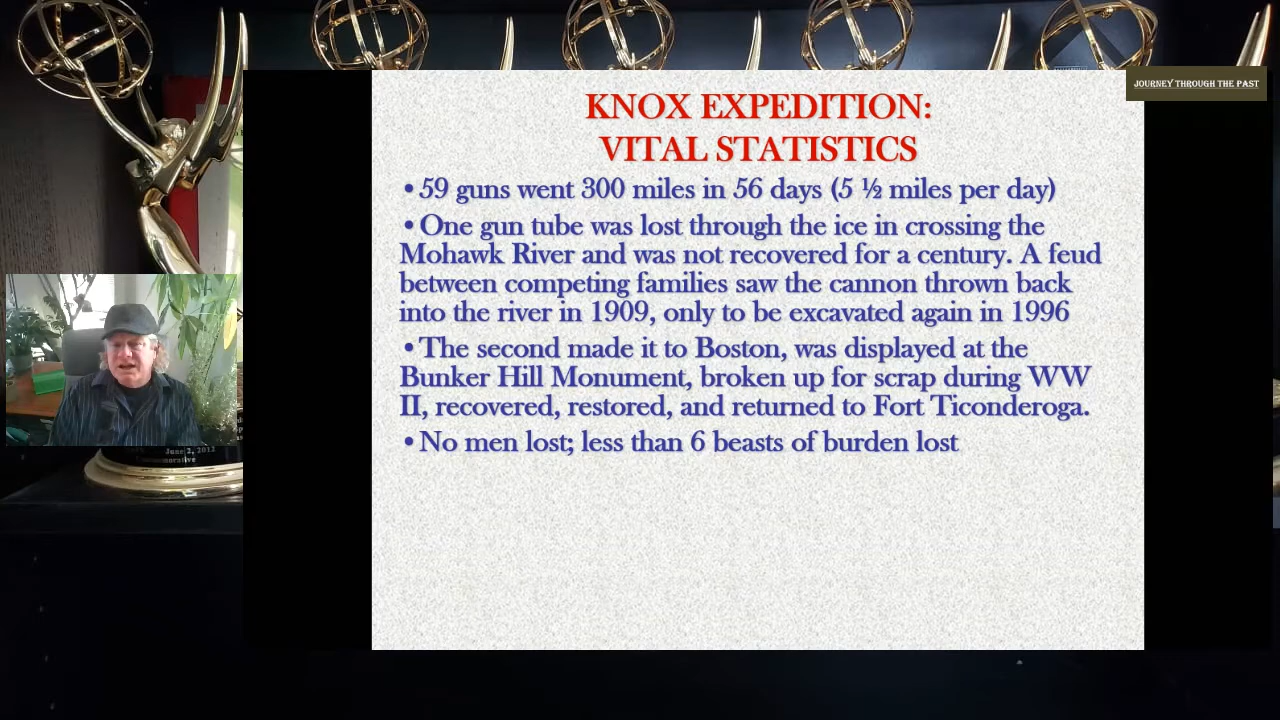 JOURNEY THROUGH THE PAST
KNOX EXPEDITION:
VITAL STATISTICS
• 59 guns went 300 miles in 56 days (5 ½ miles per day)
• One gun tube was lost through the ice in crossing the
Mohawk River and was not recovered for a century. A feud
between competing families saw the cannon thrown back
into the river in 1909, only to be excavated again in 1996
• The second made it to Boston, was displayed at the
Bunker Hill Monument, broken up for scrap during WW
II, recovered, restored, and returned to Fort Ticonderoga.
• No men lost; less than 6 beasts of burden lost
June 2, 2012
Commemorative